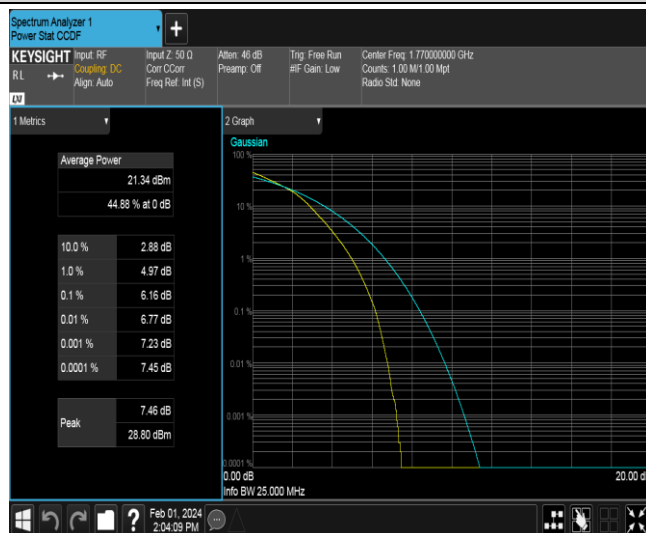 Spectrum Analyzer 1
Power Stat CCDF
KEYSIGHT
RL
LXI
Input: RF
Coupling: DC
Align: Auto
Input Z: 50 Ω
Corr CCorr
Freq Ref: Int (S)
Atten: 46 dB
Preamp: Off
Trig: Free Run
#IF Gain: Low
Center Freq: 1.770000000 GHz
Counts: 1.00 M/1.00 Mpt
Radio Std: None
1 Metrics
Average Power
21.34 dBm
44.88 % at 0 dB
10.0 % 2.88 dB
1.0 % 4.97 dB
0.1 % 6.16 dB
0.01 % 6.77 dB
0.001 % 7.23 dB
0.0001 % 7.45 dB
Peak
7.46 dB
28.80 dBm
2 Graph
Gaussian
100 %
10 %
1 %
0.1 %
0.01 %
0.001 %
0.0001 %
0.00 dB
20.00 d
Info BW 25.000 MHz
?
Feb 01, 2024
2:04:09 PM